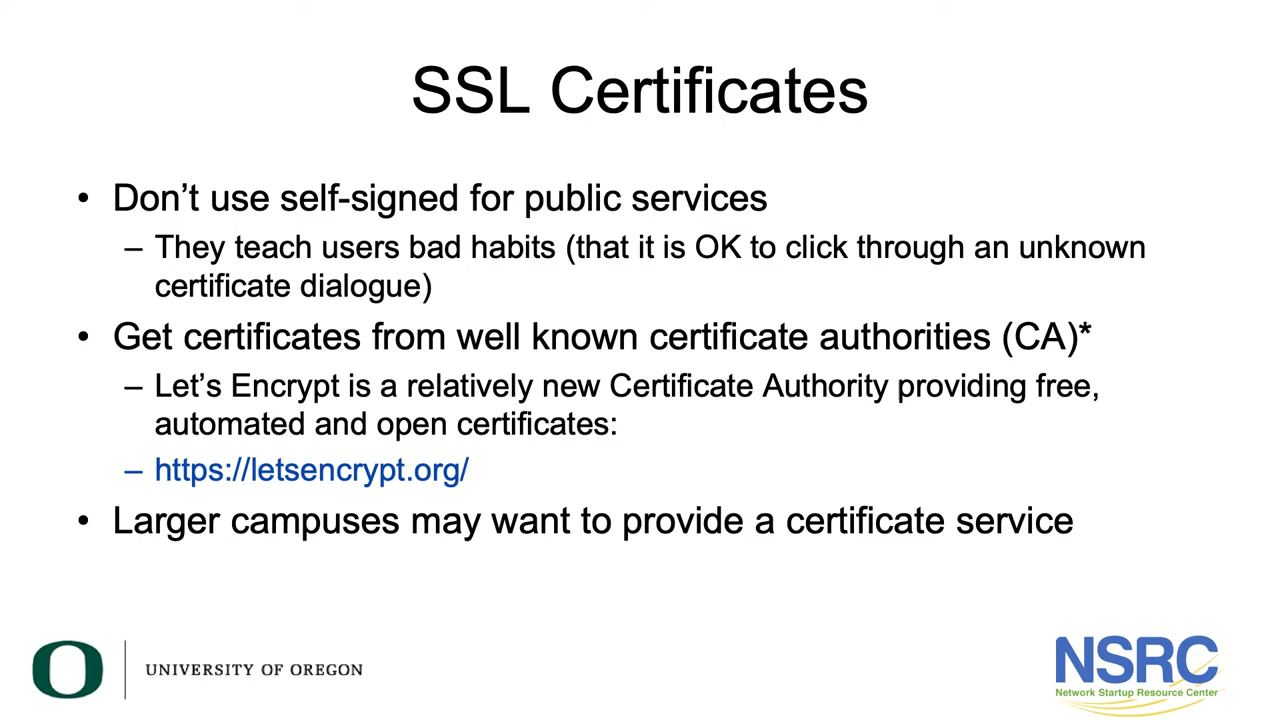 SSL Certificates
• Don’t use self-signed for public services
– They teach users bad habits (that it is OK to click through an unknown
certificate dialogue)
• Get certificates from well known certificate authorities (CA)*
– Let’s Encrypt is a relatively new Certificate Authority providing free,
automated and open certificates:
– https://letsencrypt.org/
• Larger campuses may want to provide a certificate service
O
UNIVERSITY OF OREGON
NSRC
Network Startup Resource Center